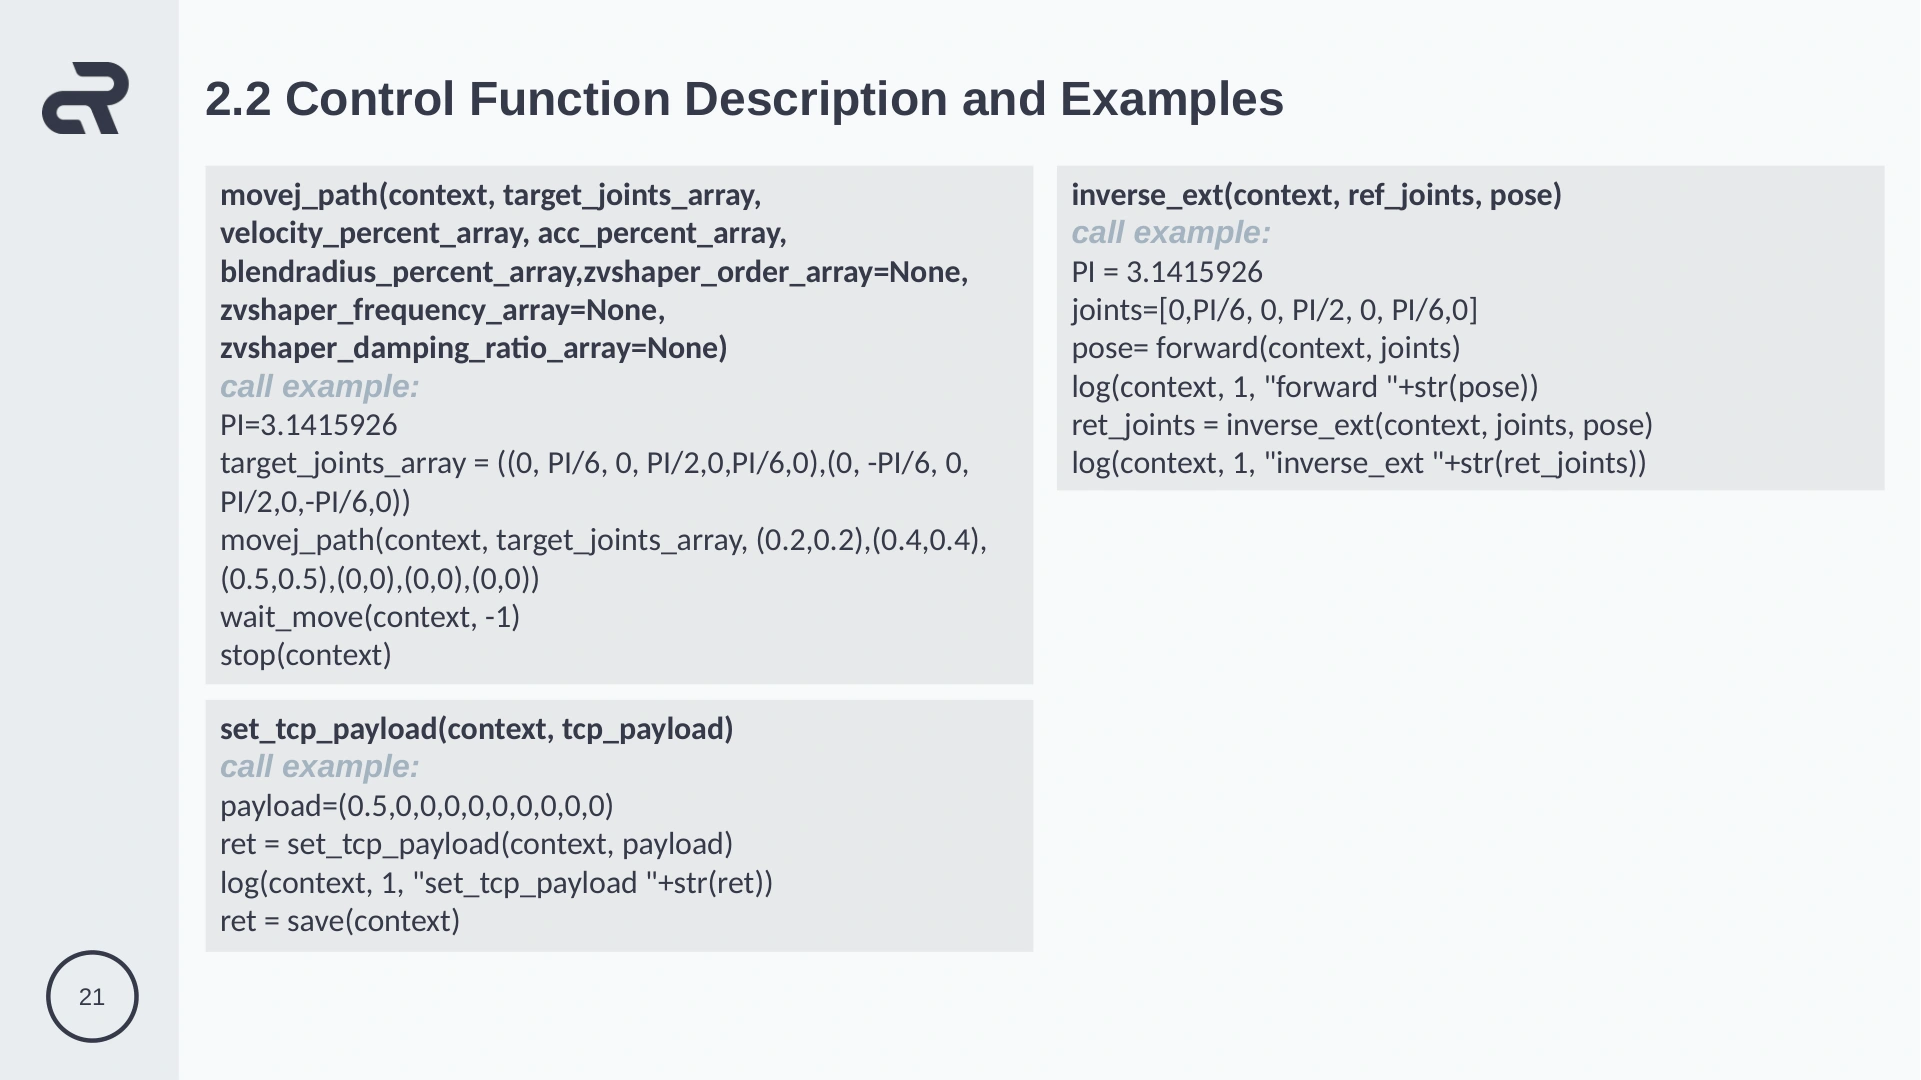 2.2 Control Function Description and Examples
movej_path(context, target_joints_array,
velocity_percent_array, acc_percent_array,
blendradius_percent_array,zvshaper_order_array=None,
zvshaper_frequency_array=None,
zvshaper_damping_ratio_array=None)
call example:
PI=3.1415926
target_joints_array = ((0, PI/6, 0, PI/2,0,PI/6,0),(0, -PI/6, 0,
PI/2,0,-PI/6,0))
movej_path(context, target_joints_array, (0.2,0.2),(0.4,0.4),
(0.5,0.5),(0,0),(0,0),(0,0))
wait_move(context, -1)
stop(context)
set_tcp_payload(context, tcp_payload)
call example:
payload=(0.5,0,0,0,0,0,0,0,0,0)
ret = set_tcp_payload(context, payload)
log(context, 1, "set_tcp_payload "+str(ret))
ret = save(context)
inverse_ext(context, ref_joints, pose)
call example:
PI = 3.1415926
joints=[0,PI/6, 0, PI/2, 0, PI/6,0]
pose= forward(context, joints)
log(context, 1, "forward "+str(pose))
ret_joints = inverse_ext(context, joints, pose)
log(context, 1, "inverse_ext "+str(ret_joints))
21